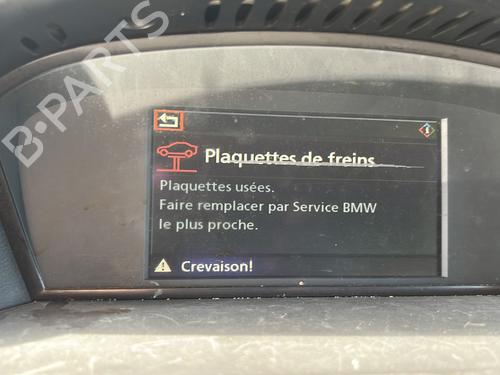 B-PARTS
Plaquettes de freins
Plaquettes usées.
Faire remplacer par Service BMW
le plus proche.
Crevaison!